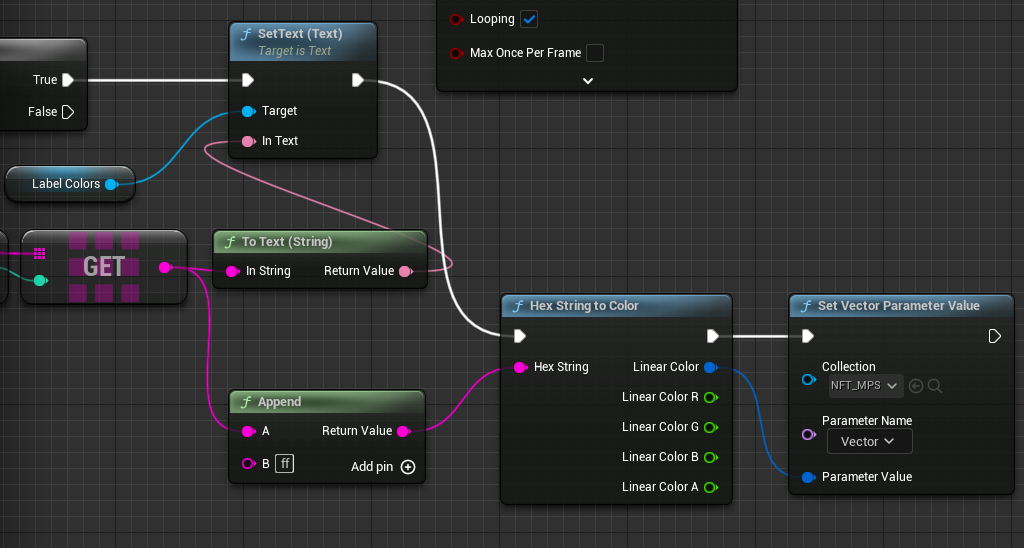 Looping
Max Once Per Frame
True
False
f SetText (Text)
Target is Text
Target
In Text
Label Colors
GET
f To Text (String)
In String Return Value
f Append
A Return Value
B ff Add pin
f Hex String to Color
Hex String Linear Color
Linear Color R
Linear Color G
Linear Color B
Linear Color A
f Set Vector Parameter Value
Collection
NFT_MPS
Parameter Name
Vector
Parameter Value